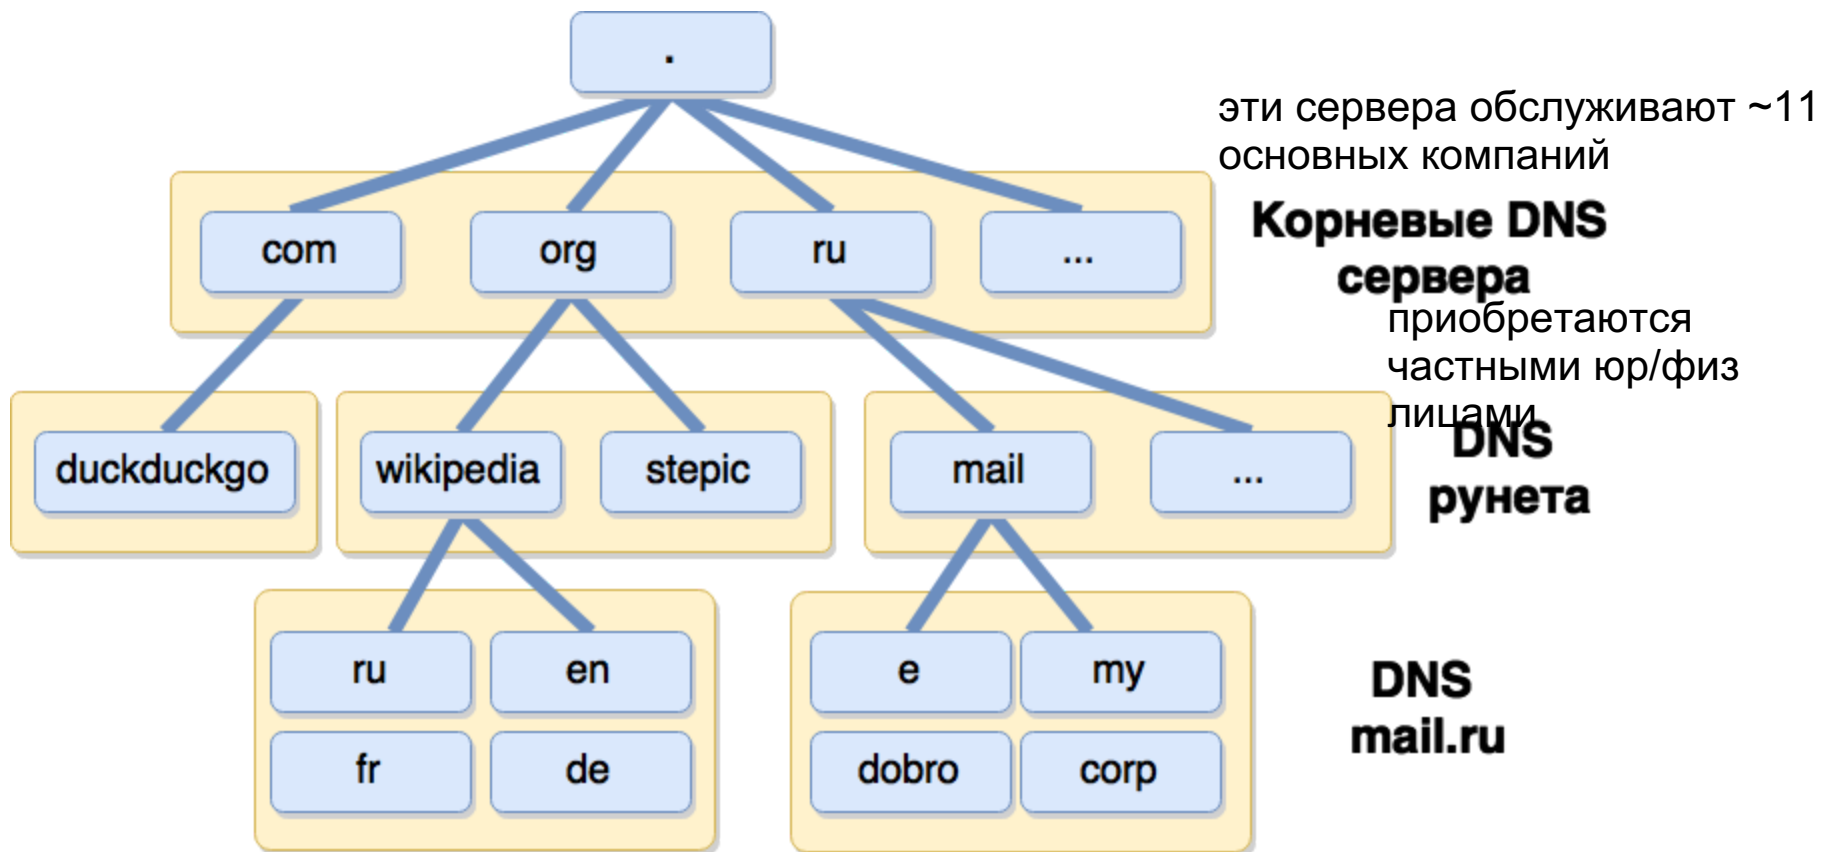 .
эти сервера обслуживают ~11
основных компаний
com
org
ru
...
Корневые DNS
сервера
приобретаются
частными юр/физ
лицами
duckduckgo
wikipedia
stepic
mail
...
DNS
рунета
ru
en
e
my
DNS
mail.ru
fr
de
dobro
corp